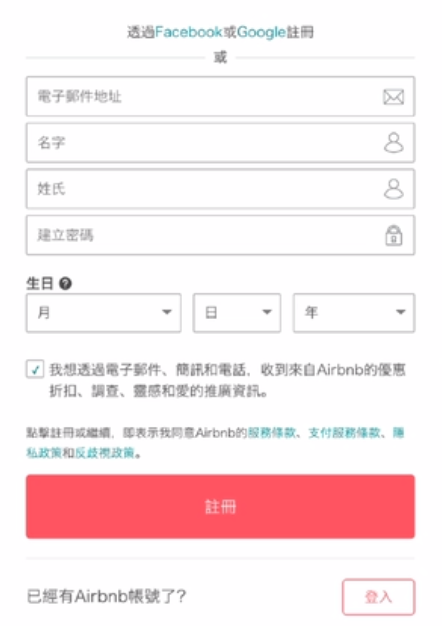 透過Facebook或Google註冊
或
電子郵件地址
名字
姓氏
建立密碼
生日 ?
月 日 年
✓ 我想透過電子郵件、簡訊和電話，收到來自Airbnb的優惠
折扣、調查、靈感和愛的推廣資訊。
點擊註冊或繼續，即表示我同意Airbnb的服務條款、支付服務條款、隱
私政策和反歧視政策。
註冊
已經有Airbnb帳號了? 登入